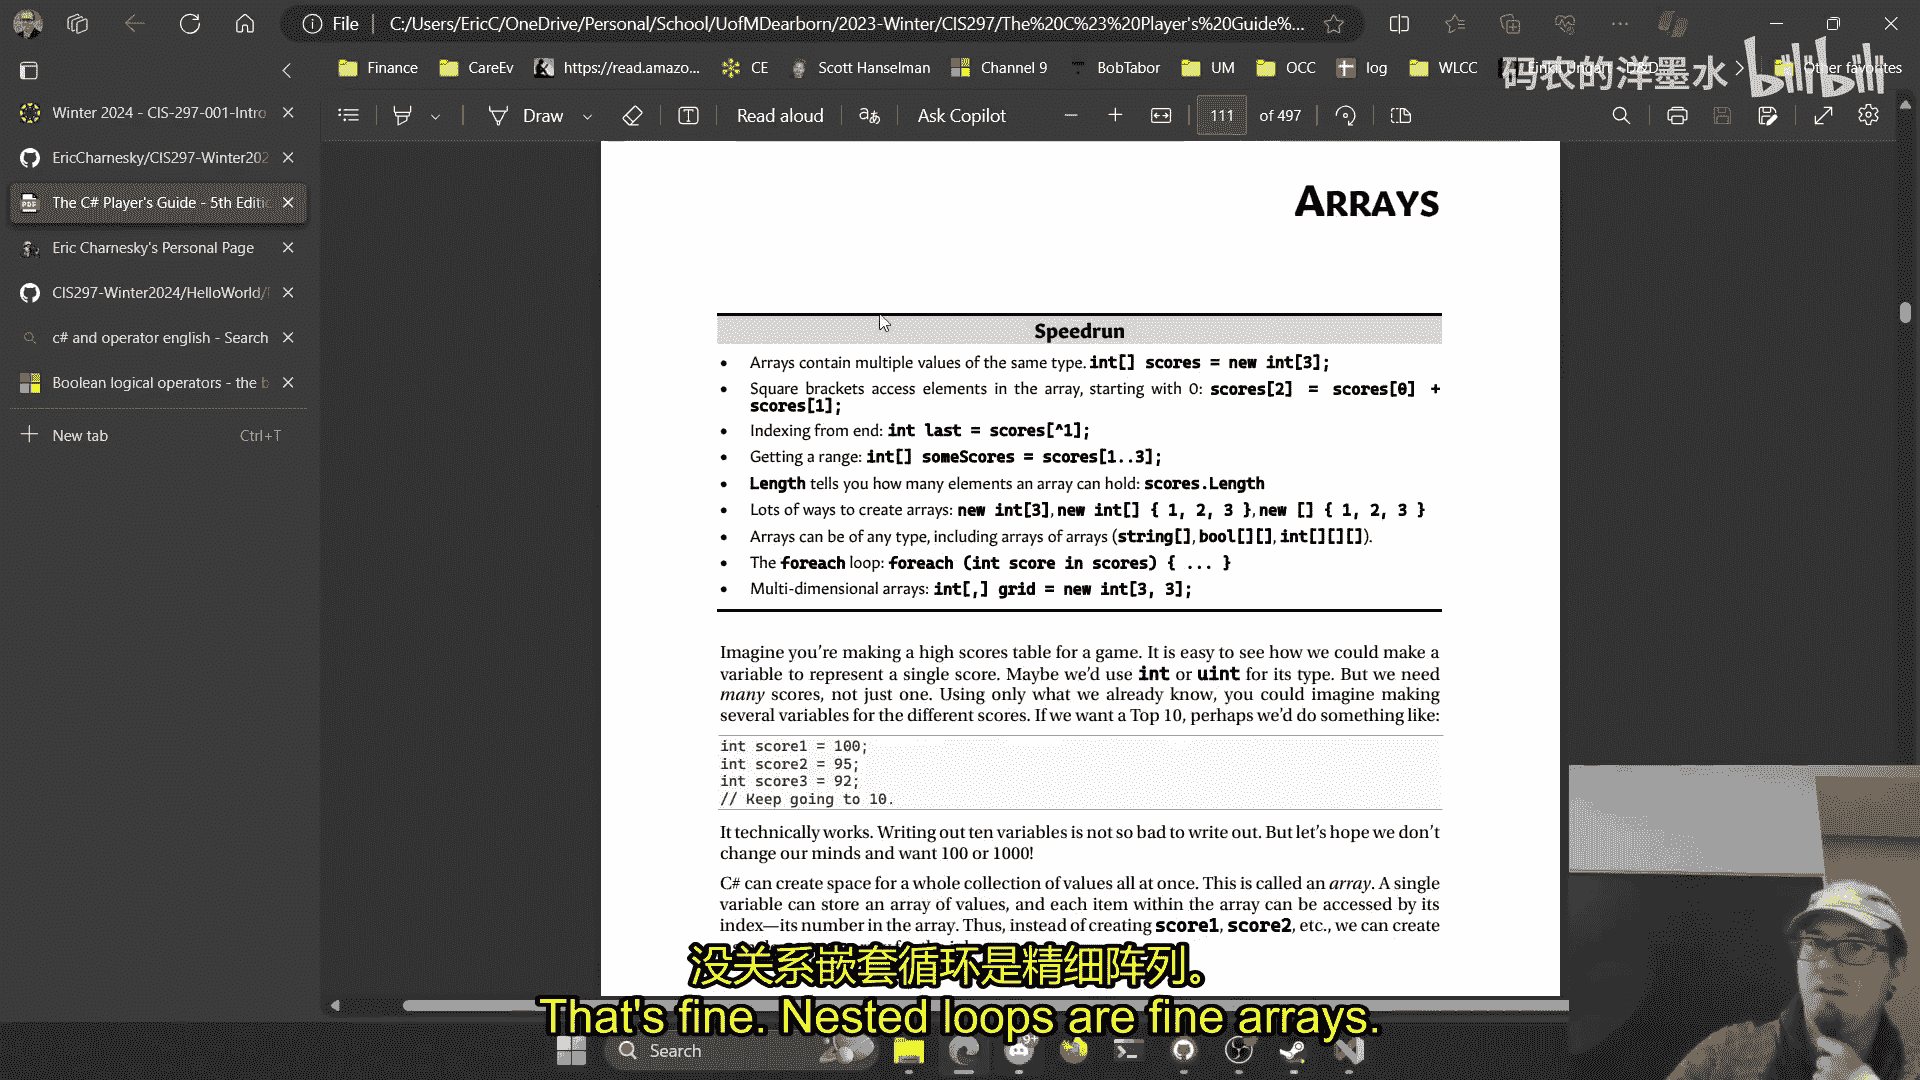 File
C:/Users/EricC/OneDrive/Personal/School/UofMDearborn/2023-Winter/CIS297/The%20C%23%20Player's%20Guide%...
Finance
CareEv
https://read.amazo...
CE
Scott Hanselman
Channel 9
BobTabor
UM
OCC
log
WLCC
Other favorites
码农的洋墨水
bilibili
Winter 2024 - CIS-297-001-Intro
EricCharnesky/CIS297-Winter202
The C# Player's Guide - 5th Editi
Eric Charnesky's Personal Page
CIS297-Winter2024/HelloWorld/
c# and operator english - Search
Boolean logical operators - the b
New tab
Ctrl+T
Draw
Read aloud
aあ
Ask Copilot
111
of 497
ARRAYS
Speedrun
• Arrays contain multiple values of the same type. int[] scores = new int[3];
• Square brackets access elements in the array, starting with 0: scores[2] = scores[0] +
scores[1];
• Indexing from end: int last = scores[^1];
• Getting a range: int[] someScores = scores[1..3];
• Length tells you how many elements an array can hold: scores.Length
• Lots of ways to create arrays: new int[3], new int[] { 1, 2, 3 }, new [] { 1, 2, 3 }
• Arrays can be of any type, including arrays of arrays (string[], bool[][], int[][][]).
• The foreach loop: foreach (int score in scores) { ... }
• Multi-dimensional arrays: int[,] grid = new int[3, 3];
Imagine you're making a high scores table for a game. It is easy to see how we could make a
variable to represent a single score. Maybe we'd use int or uint for its type. But we need
many scores, not just one. Using only what we already know, you could imagine making
several variables for the different scores. If we want a Top 10, perhaps we'd do something like:
int score1 = 100;
int score2 = 95;
int score3 = 92;
// Keep going to 10.
It technically works. Writing out ten variables is not so bad to write out. But let's hope we don't
change our minds and want 100 or 1000!
C# can create space for a whole collection of values all at once. This is called an array. A single
variable can store an array of values, and each item within the array can be accessed by its
index—its number in the array. Thus, instead of creating score1, score2, etc., we can create
没关系嵌套循环是精细阵列。
That's fine. Nested loops are fine arrays.
Search
9+